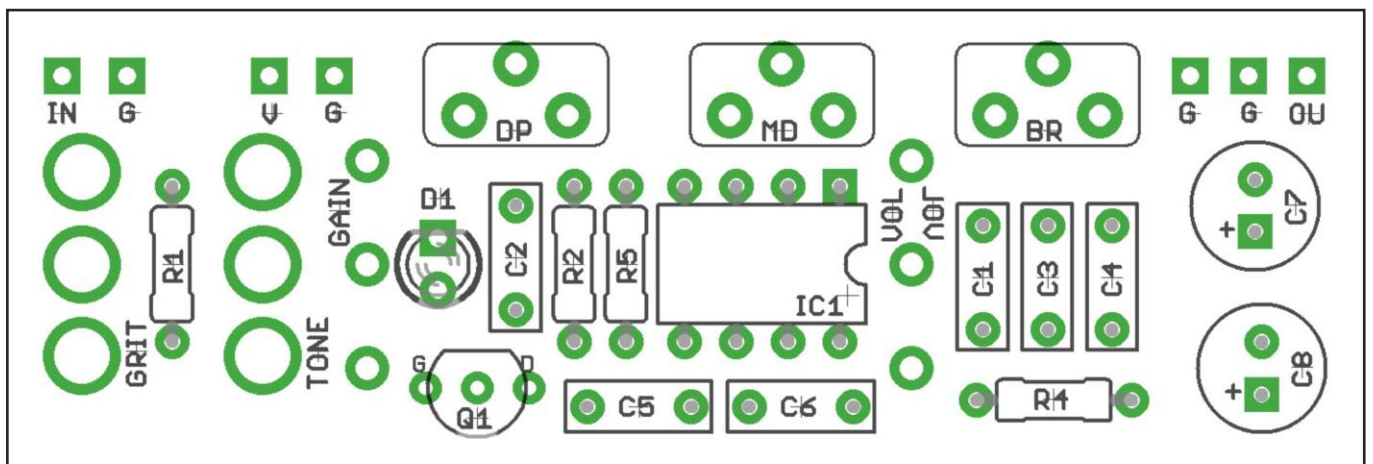 IN G V G G G OU
DP MD BR
GRIT
R1
TONE
GAIN
D1
C2
R2
R5
IC1
VOL
VOL
C1
C3
C4
+ C7
G D
Q1
C5
C6
R4
+ C8